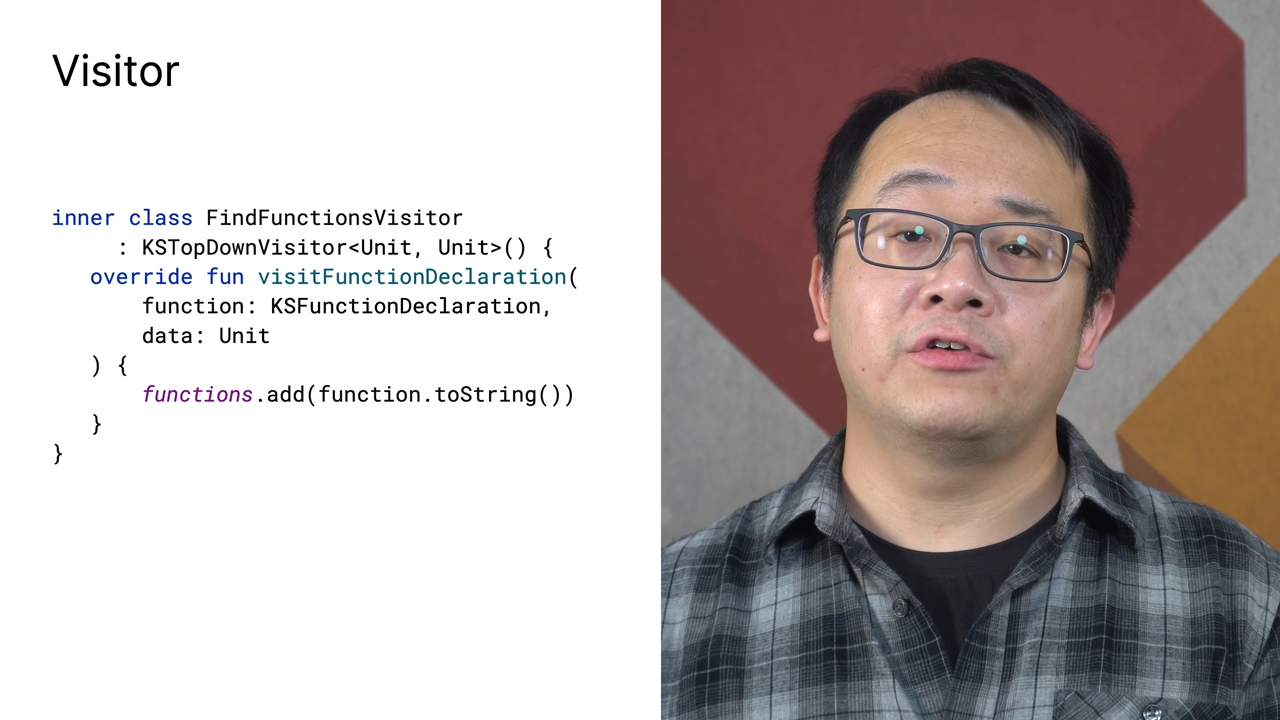 Visitor
inner class FindFunctionsVisitor
: KSTopDownVisitor<Unit, Unit>() {
override fun visitFunctionDeclaration(
function: KSFunctionDeclaration,
data: Unit
) {
functions.add(function.toString())
}
}